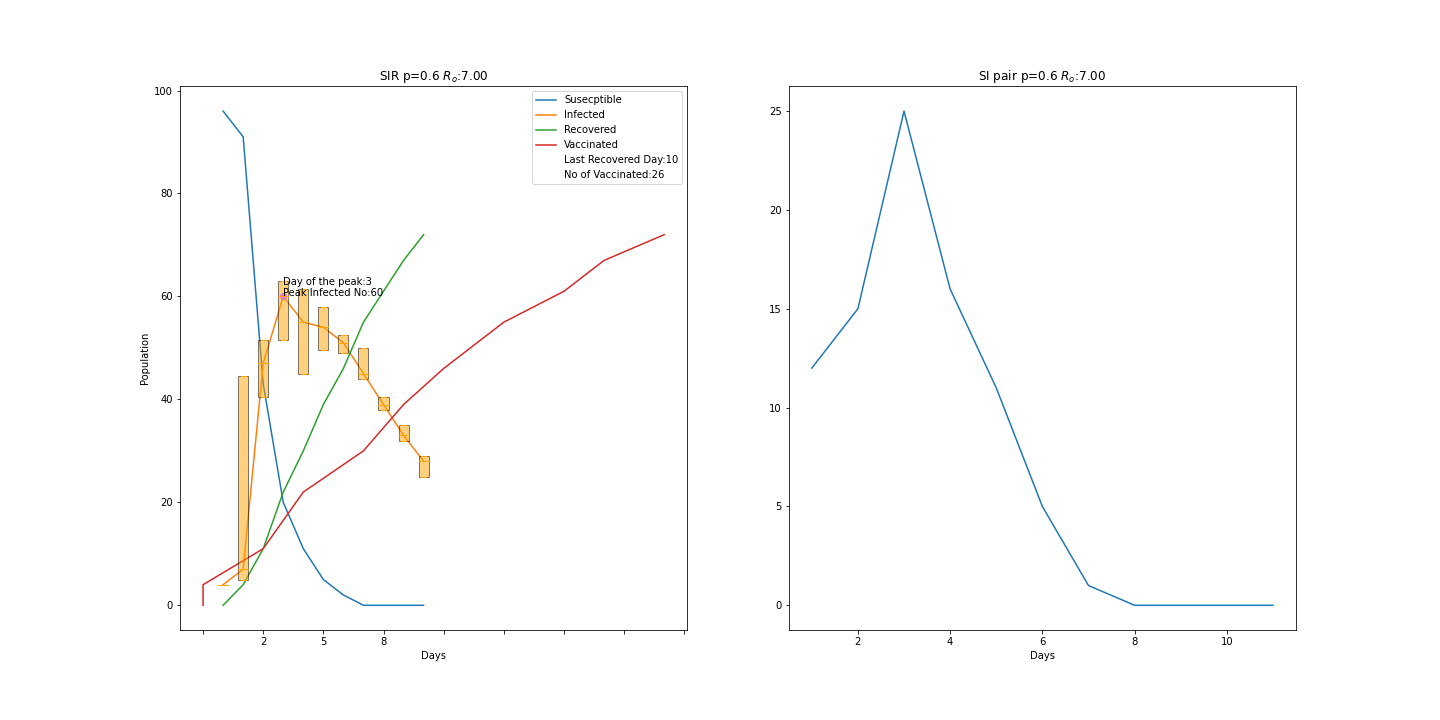 SIR p=0.6 Rₒ:7.00
100
80
60
40
20
0
Population
Susecptible
Infected
Recovered
Vaccinated
Last Recovered Day:10
No of Vaccinated:26
Day of the peak:3
Peak Infected No:60
2 5 8
Days
SI pair p=0.6 Rₒ:7.00
25
20
15
10
5
0
2 4 6 8 10
Days